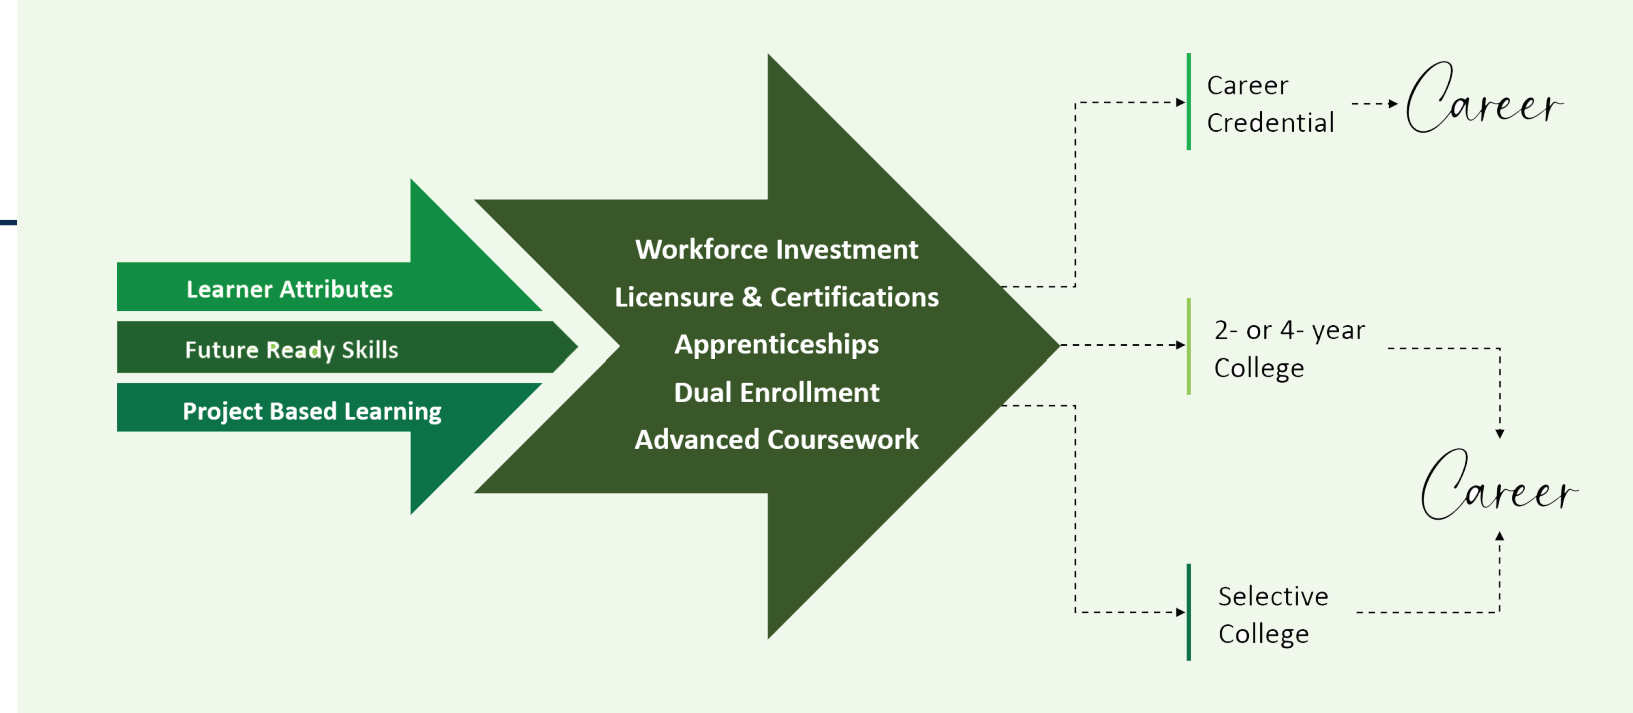 Learner Attributes
Future Ready Skills
Project Based Learning
Workforce Investment
Licensure & Certifications
Apprenticeships
Dual Enrollment
Advanced Coursework
Career
Credential
Career
2- or 4- year
College
Career
Selective
College